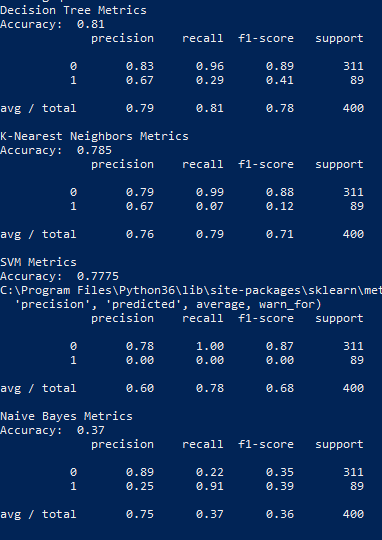 Decision Tree Metrics
Accuracy:  0.81
             precision    recall  f1-score   support
          0       0.83      0.96      0.89       311
          1       0.67      0.29      0.41        89
avg / total       0.79      0.81      0.78       400
K-Nearest Neighbors Metrics
Accuracy:  0.785
             precision    recall  f1-score   support
          0       0.79      0.99      0.88       311
          1       0.67      0.07      0.12        89
avg / total       0.76      0.79      0.71       400
SVM Metrics
Accuracy:  0.7775
C:\Program Files\Python36\lib\site-packages\sklearn\met
  'precision', 'predicted', average, warn_for)
             precision    recall  f1-score   support
          0       0.78      1.00      0.87       311
          1       0.00      0.00      0.00        89
avg / total       0.60      0.78      0.68       400
Naive Bayes Metrics
Accuracy:  0.37
             precision    recall  f1-score   support
          0       0.89      0.22      0.35       311
          1       0.25      0.91      0.39        89
avg / total       0.75      0.37      0.36       400